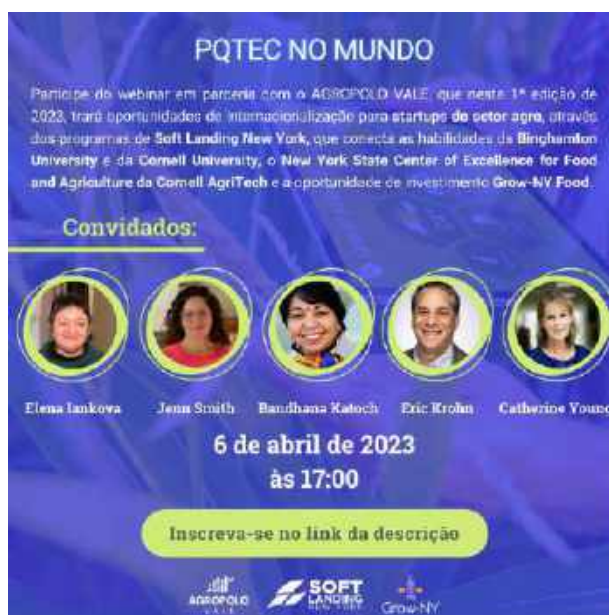 PQTEC NO MUNDO
Participe do webinar em parceria com o AGROPOLO VALE, que nesta 1ª edição de
2023, trará oportunidades de internacionalização para startups do setor agro, através
dos programas de Soft Landing New York, que conecta as habilidades da Binghamton
University e da Cornell University, o New York State Center of Excellence for Food
and Agriculture da Cornell AgriTech e a oportunidade de investimento Grow-NY Food.
Convidados:
Elena Iankova Jenn Smith Bandhana Katoch Eric Krohn Catherine Young
6 de abril de 2023
às 17:00
Inscreva-se no link da descrição
AGROPOLO
VALE
SOFT
LANDING
NEW YORK
Grow-NY